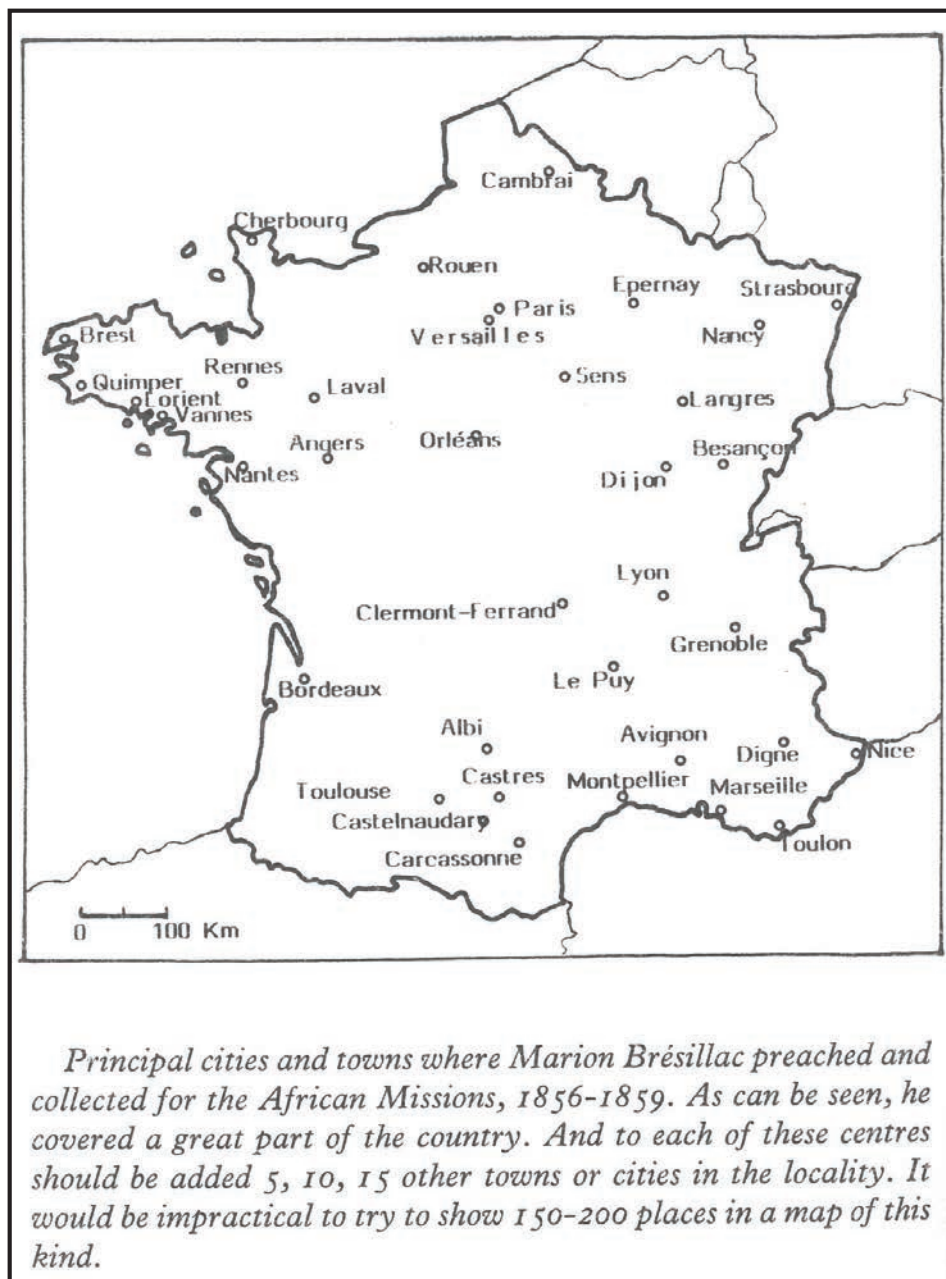 Cambrai
Cherbourg
Rouen
Epernay
Strasbourg
Paris
Versailles
Nancy
Brest
Rennes
Quimper
Laval
Sens
Lorient
Langres
Vannes
Angers
Orléans
Besançon
Nantes
Dijon
Lyon
Clermont-Ferrand
Grenoble
Le Puy
Bordeaux
Albi
Avignon
Digne
Nice
Castres
Montpellier
Marseille
Toulouse
Castelnaudary
Toulon
Carcassonne
0 100 Km
Principal cities and towns where Marion Brésillac preached and
collected for the African Missions, 1856-1859. As can be seen, he
covered a great part of the country. And to each of these centres
should be added 5, 10, 15 other towns or cities in the locality. It
would be impractical to try to show 150-200 places in a map of this
kind.